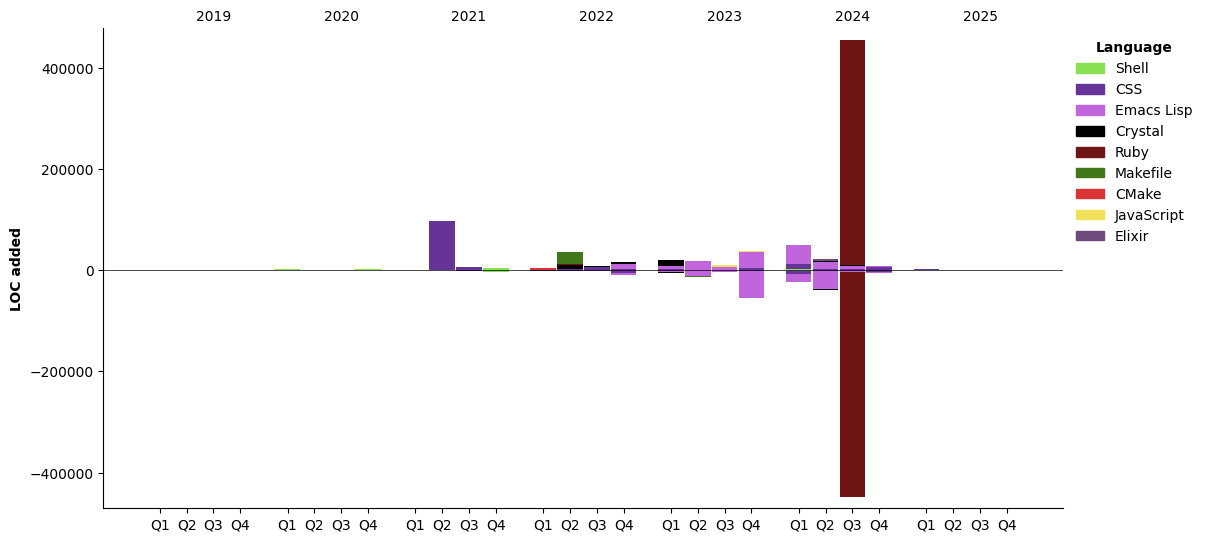 2019 2020 2021 2022 2023 2024 2025
LOC added
400000
200000
0
−200000
−400000
Q1 Q2 Q3 Q4 Q1 Q2 Q3 Q4 Q1 Q2 Q3 Q4 Q1 Q2 Q3 Q4 Q1 Q2 Q3 Q4 Q1 Q2 Q3 Q4 Q1 Q2 Q3 Q4
Language
Shell
CSS
Emacs Lisp
Crystal
Ruby
Makefile
CMake
JavaScript
Elixir